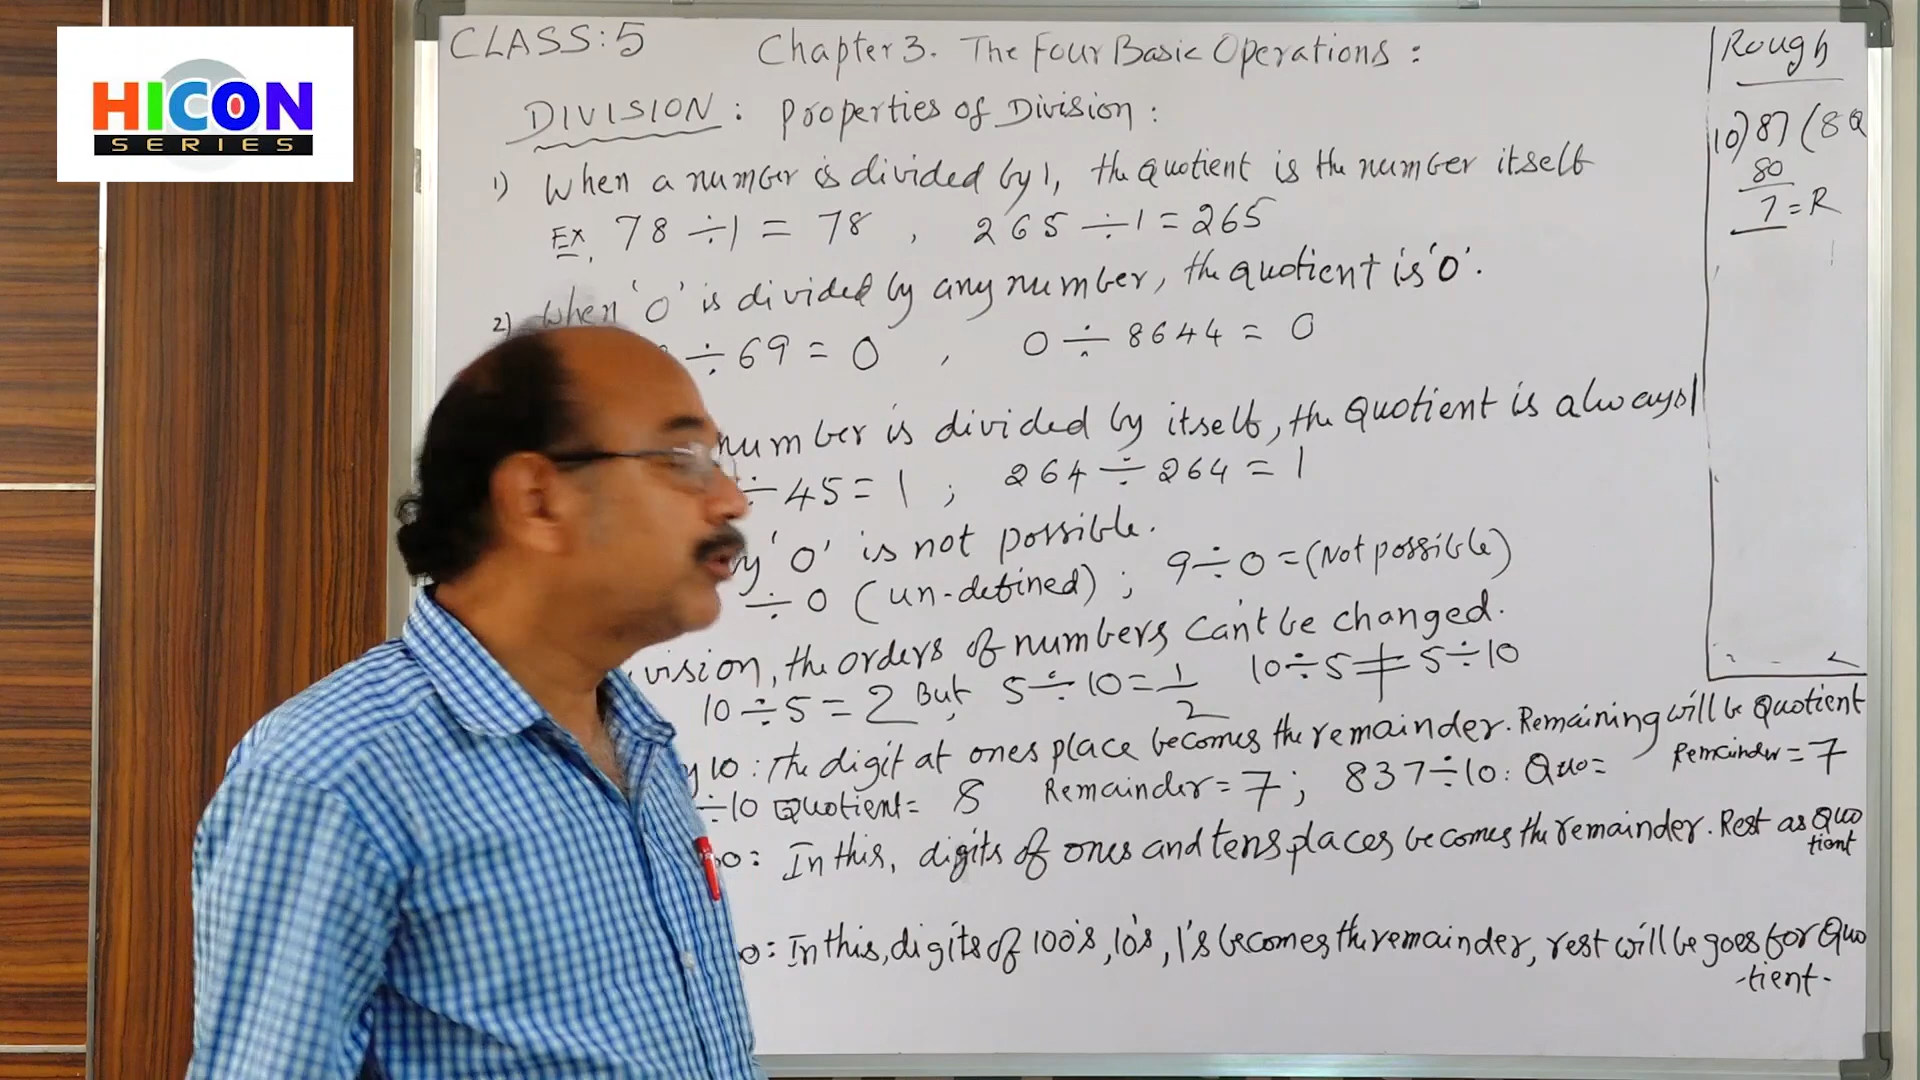 HICON
SERIES
CLASS: 5
Chapter 3. The Four Basic Operations :
DIVISION : Properties of Division :
1) When a number is divided by 1, the quotient is the number itself
Ex. 78 ÷ 1 = 78 , 265 ÷ 1 = 265
2) When '0' is divided by any number, the quotient is '0'.
÷ 69 = 0 , 0 ÷ 8644 = 0
number is divided by itself, the Quotient is always 1
÷ 45 = 1 ; 264 ÷ 264 = 1
'0' is not possible.
÷ 0 (un-defined) ; 9 ÷ 0 = (Not possible)
vision, the orders of numbers can't be changed.
10 ÷ 5 = 2 But, 5 ÷ 10 = 1/2 10 ÷ 5 ≠ 5 ÷ 10
y 10 : The digit at ones place becomes the remainder. Remaining will be Quotient
÷ 10 Quotient = 8 Remainder = 7 ; 837 ÷ 10 : Quo = Remainder = 7
0 : In this, digits of ones and tens places becomes the remainder. Rest as Quo
tient
0 : In this, digits of 100's, 10's, 1's becomes the remainder, rest will be goes for Quo
-tient.
Rough
10) 87 ( 8 Q
80
7 = R